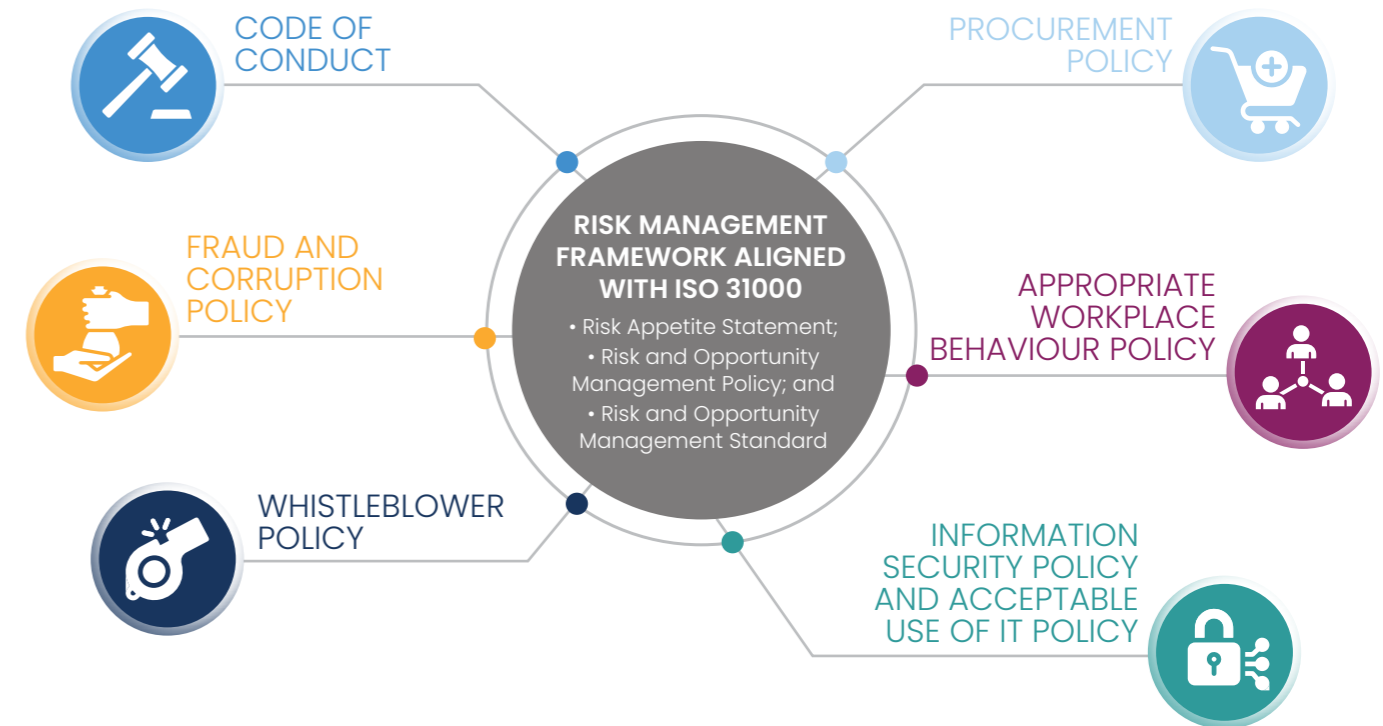 CODE OF
CONDUCT
PROCUREMENT
POLICY
FRAUD AND
CORRUPTION
POLICY
RISK MANAGEMENT
FRAMEWORK ALIGNED
WITH ISO 31000
• Risk Appetite Statement;
• Risk and Opportunity
Management Policy; and
• Risk and Opportunity
Management Standard
APPROPRIATE
WORKPLACE
BEHAVIOUR POLICY
WHISTLEBLOWER
POLICY
INFORMATION
SECURITY POLICY
AND ACCEPTABLE
USE OF IT POLICY